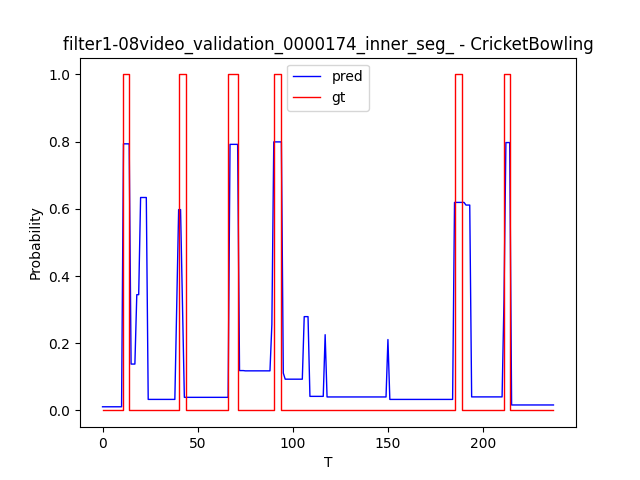 filter1-08video_validation_0000174_inner_seg_ - CricketBowling
pred
gt
1.0
0.8
0.6
0.4
0.2
0.0
Probability
0
50
100
150
200
T